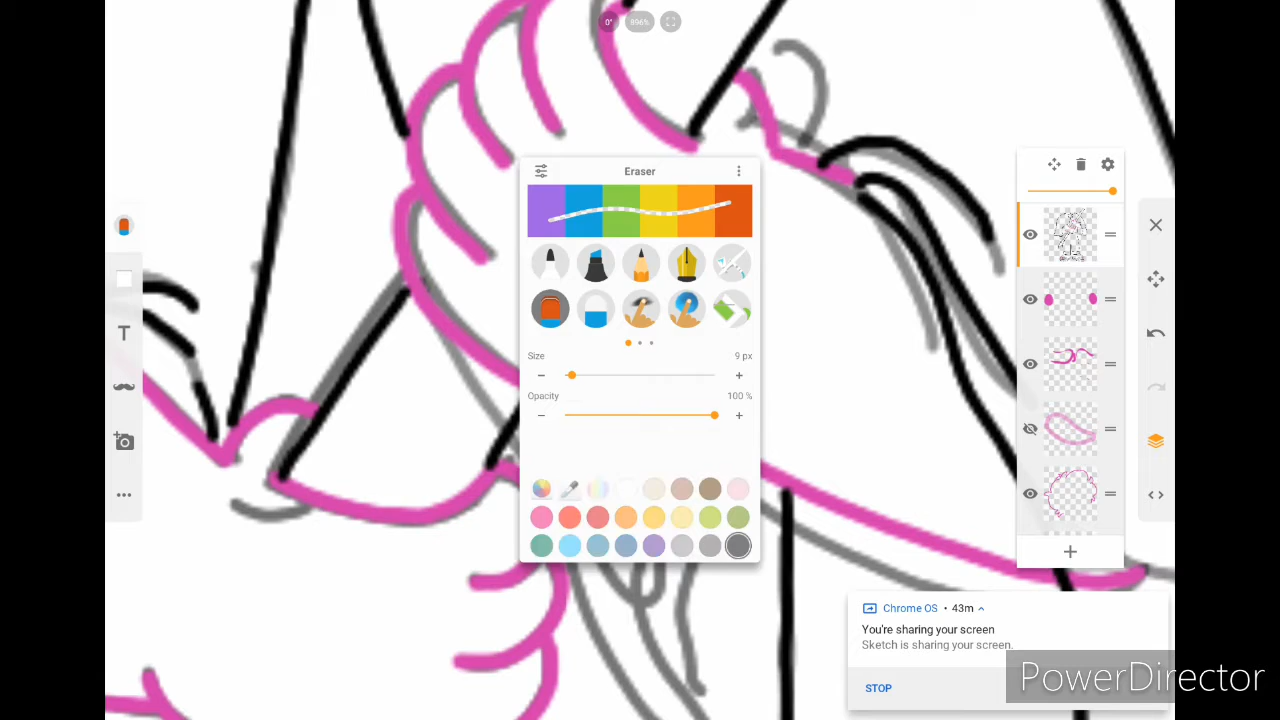 0° 896%
Eraser
T
Size 9 px
Opacity 100 %
Chrome OS • 43m
You're sharing your screen
Sketch is sharing your screen.
STOP
PowerDirector